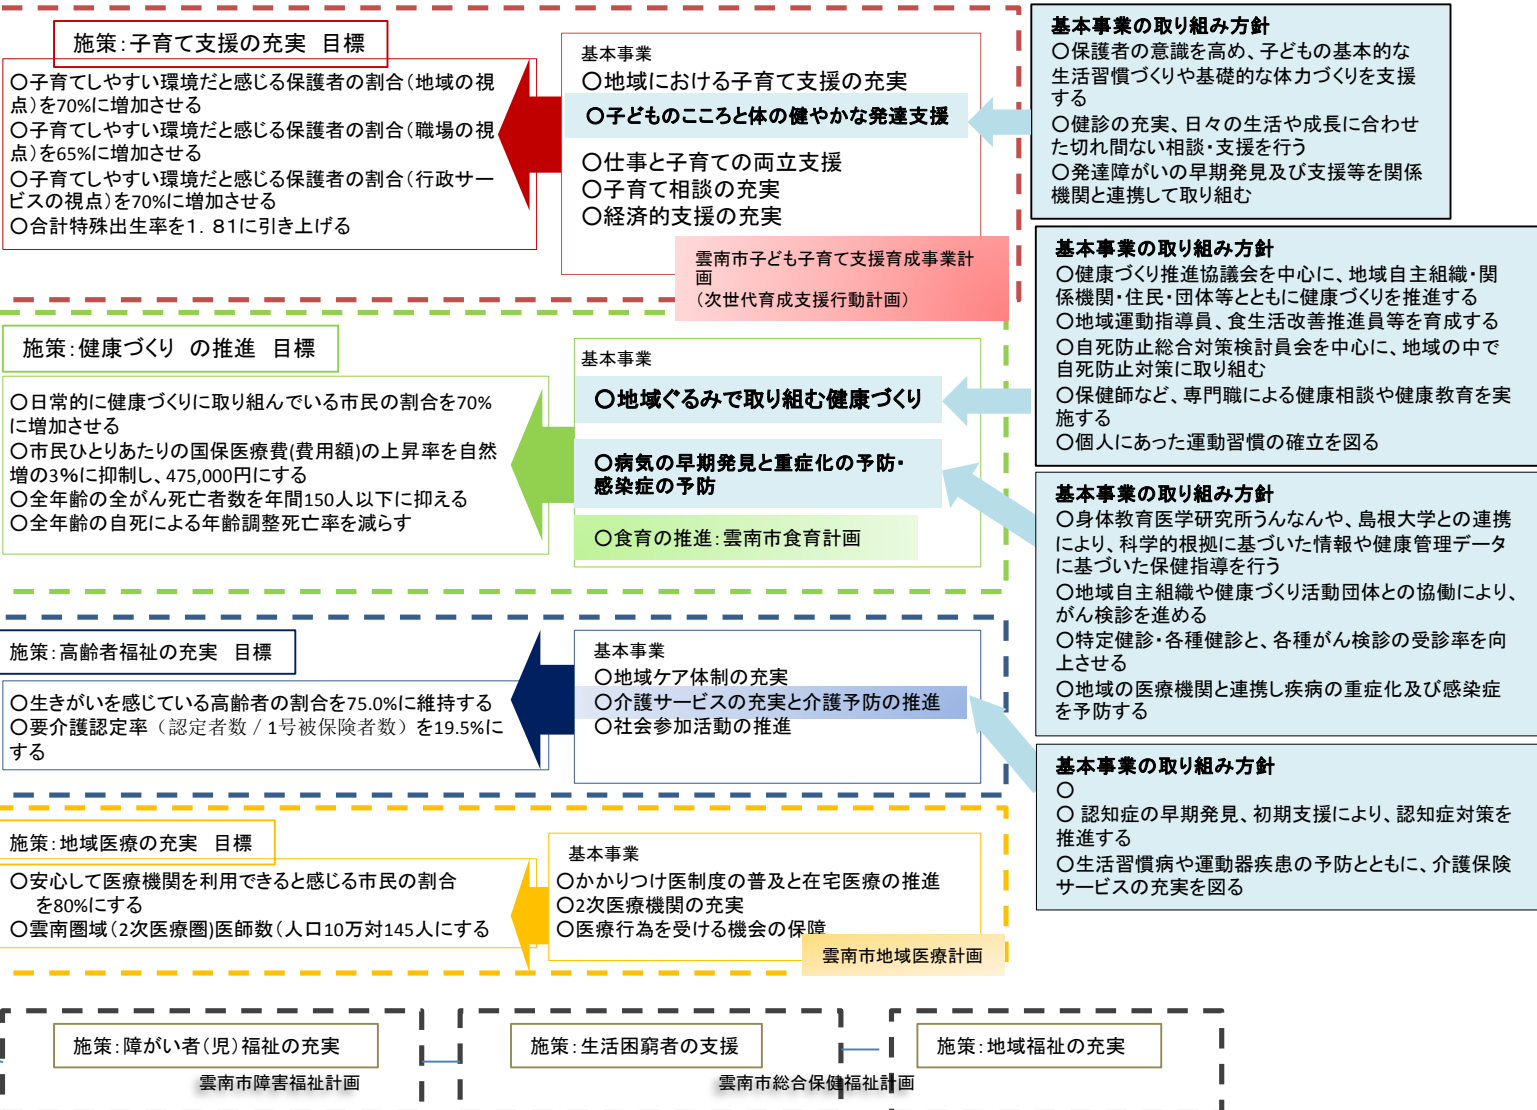 施策:子育て支援の充実 目標
○子育てしやすい環境だと感じる保護者の割合(地域の視
点)を70%に増加させる
○子育てしやすい環境だと感じる保護者の割合(職場の視
点)を65%に増加させる
○子育てしやすい環境だと感じる保護者の割合(行政サー
ビスの視点)を70%に増加させる
○合計特殊出生率を1.81に引き上げる
基本事業
○地域における子育て支援の充実
○子どものこころと体の健やかな発達支援
○仕事と子育ての両立支援
○子育て相談の充実
○経済的支援の充実
雲南市子ども子育て支援育成事業計
画
(次世代育成支援行動計画)
基本事業の取り組み方針
○保護者の意識を高め、子どもの基本的な
生活習慣づくりや基礎的な体力づくりを支援
する
○健診の充実、日々の生活や成長に合わせ
た切れ間ない相談・支援を行う
○発達障がいの早期発見及び支援等を関係
機関と連携して取り組む
施策:健康づくり の推進 目標
○日常的に健康づくりに取り組んでいる市民の割合を70%
に増加させる
○市民ひとりあたりの国保医療費(費用額)の上昇率を自然
増の3%に抑制し、475,000円にする
○全年齢の全がん死亡者数を年間150人以下に抑える
○全年齢の自死による年齢調整死亡率を減らす
基本事業
○地域ぐるみで取り組む健康づくり
○病気の早期発見と重症化の予防・
感染症の予防
○食育の推進:雲南市食育計画
基本事業の取り組み方針
○健康づくり推進協議会を中心に、地域自主組織・関
係機関・住民・団体等とともに健康づくりを推進する
○地域運動指導員、食生活改善推進員等を育成する
○自死防止総合対策検討員会を中心に、地域の中で
自死防止対策に取り組む
○保健師など、専門職による健康相談や健康教育を実
施する
○個人にあった運動習慣の確立を図る
基本事業の取り組み方針
○身体教育医学研究所うんなんや、島根大学との連携
により、科学的根拠に基づいた情報や健康管理データ
に基づいた保健指導を行う
○地域自主組織や健康づくり活動団体との協働により、
がん検診を進める
○特定健診・各種健診と、各種がん検診の受診率を向
上させる
○地域の医療機関と連携し疾病の重症化及び感染症
を予防する
施策:高齢者福祉の充実 目標
○生きがいを感じている高齢者の割合を75.0%に維持する
○要介護認定率(認定者数/1号被保険者数)を19.5%に
する
基本事業
○地域ケア体制の充実
○介護サービスの充実と介護予防の推進
○社会参加活動の推進
基本事業の取り組み方針
○
○ 認知症の早期発見、初期支援により、認知症対策を
推進する
○生活習慣病や運動器疾患の予防とともに、介護保険
サービスの充実を図る
施策:地域医療の充実 目標
○安心して医療機関を利用できると感じる市民の割合
を80%にする
○雲南圏域(2次医療圏)医師数(人口10万対145人にする
基本事業
○かかりつけ医制度の普及と在宅医療の推進
○2次医療機関の充実
○医療行為を受ける機会の保障
雲南市地域医療計画
施策:障がい者(児)福祉の充実
雲南市障害福祉計画
施策:生活困窮者の支援
雲南市総合保健福祉計画
施策:地域福祉の充実